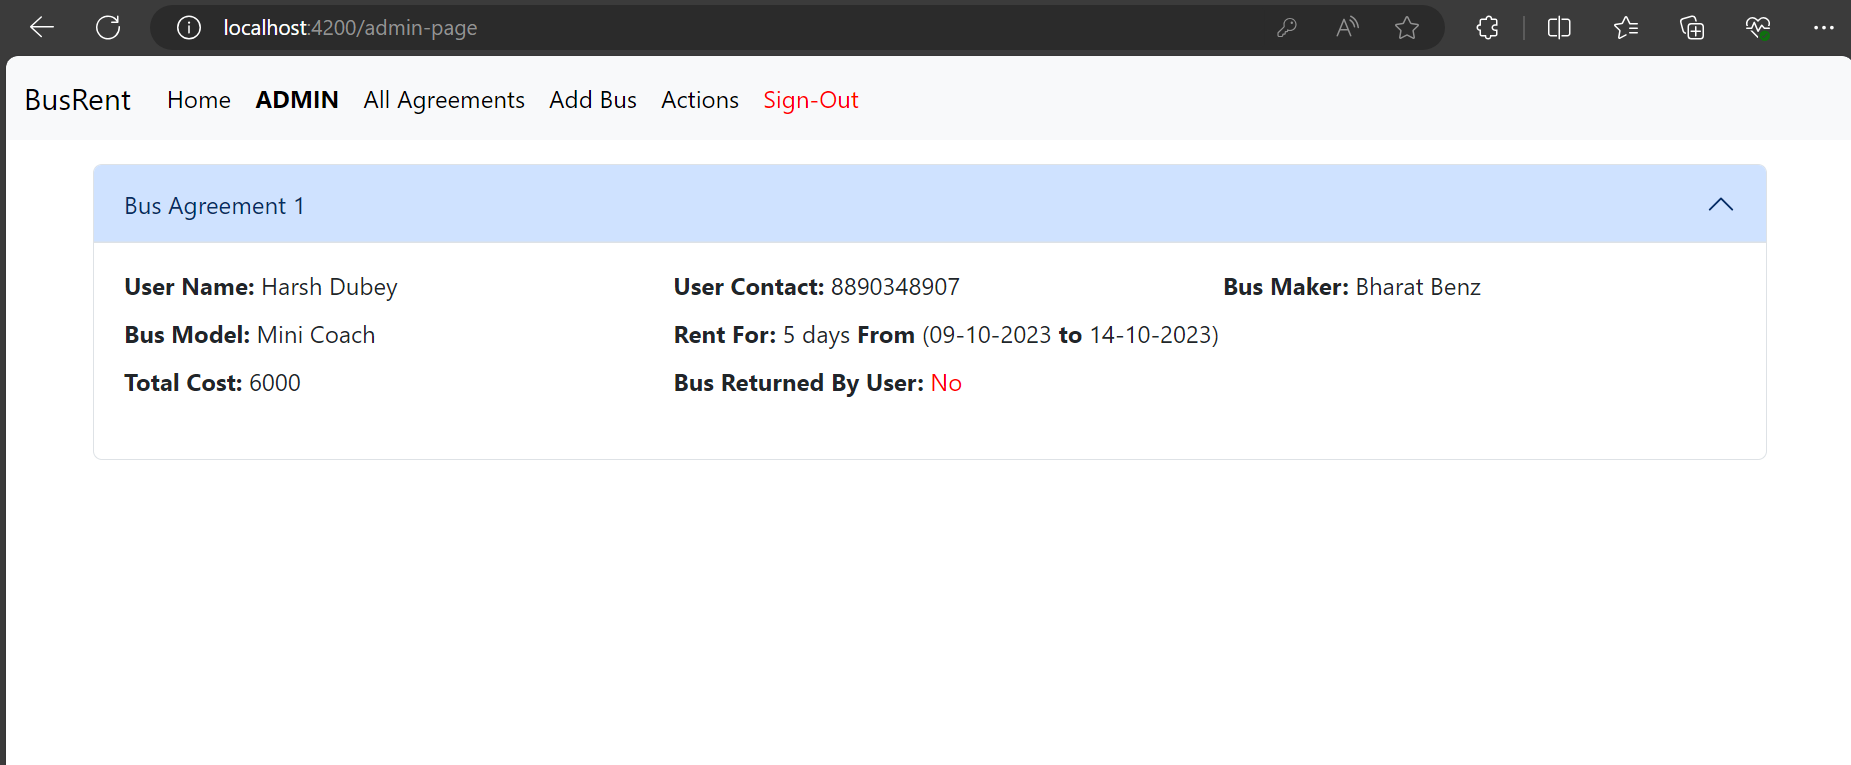 localhost:4200/admin-page
BusRent Home ADMIN All Agreements Add Bus Actions Sign-Out
Bus Agreement 1
User Name: Harsh Dubey User Contact: 8890348907 Bus Maker: Bharat Benz
Bus Model: Mini Coach Rent For: 5 days From (09-10-2023 to 14-10-2023)
Total Cost: 6000 Bus Returned By User: No